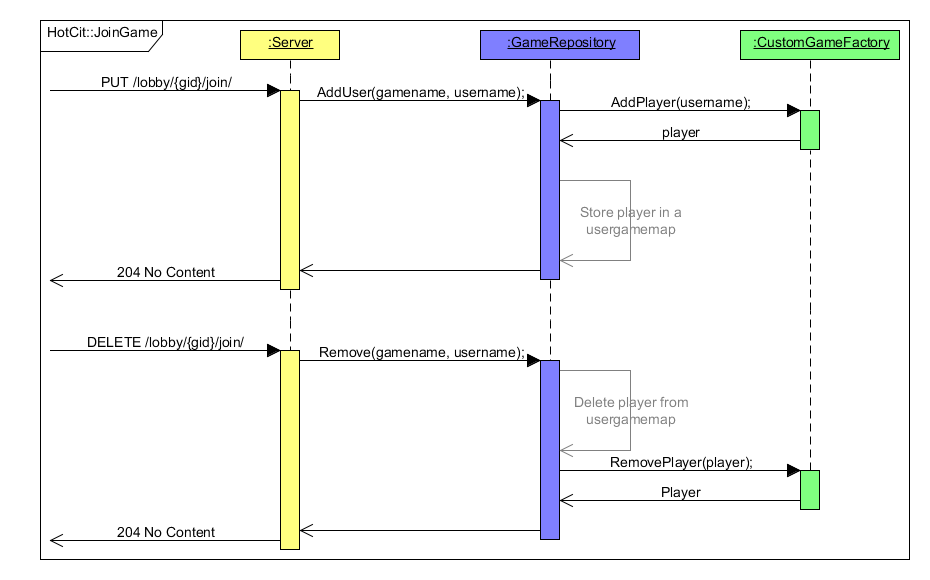 HotCit::JoinGame
:Server
:GameRepository
:CustomGameFactory
PUT /lobby/{gid}/join/
AddUser(gamename, username);
AddPlayer(username);
player
Store player in a
usergamemap
204 No Content
DELETE /lobby/{gid}/join/
Remove(gamename, username);
Delete player from
usergamemap
RemovePlayer(player);
Player
204 No Content